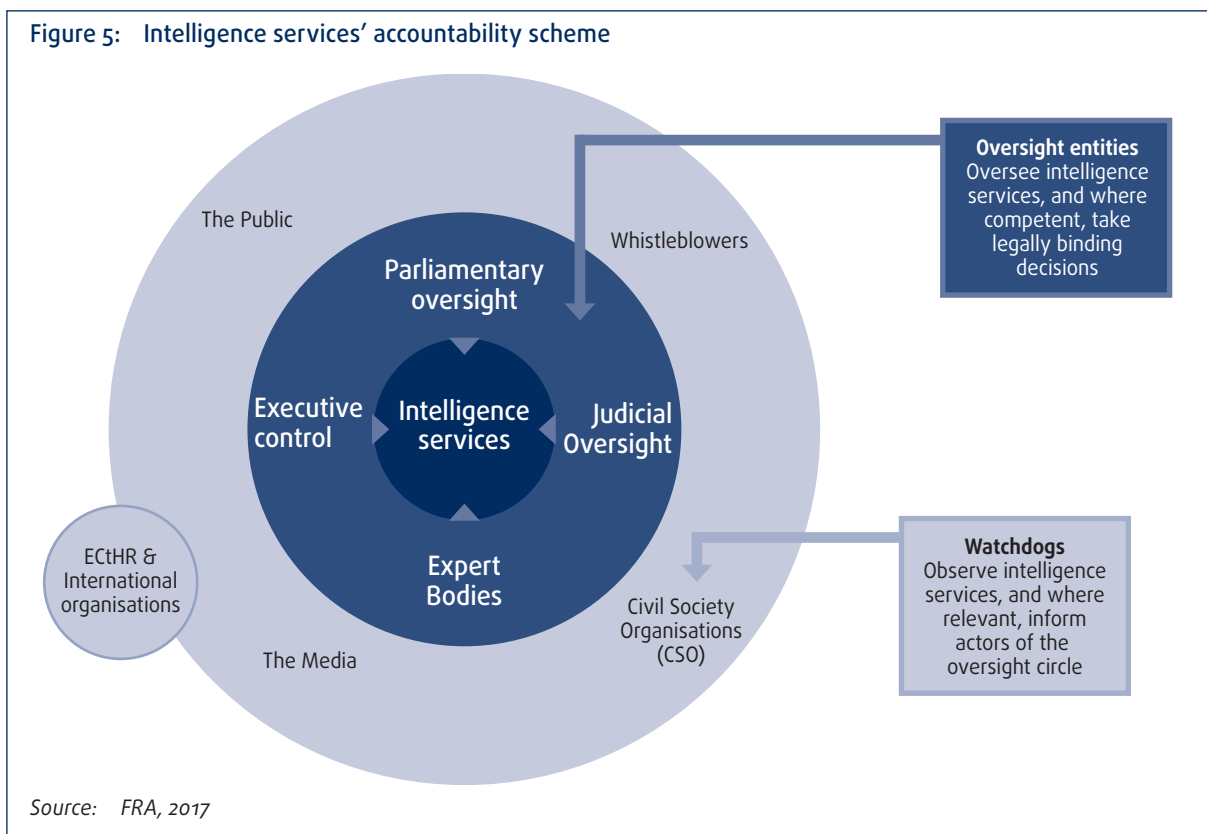 Figure 5: Intelligence services’ accountability scheme
Oversight entities
Oversee intelligence
services, and where
competent, take
legally binding
decisions
The Public
Whistleblowers
Parliamentary
oversight
Executive
control
Intelligence
services
Judicial
Oversight
ECtHR &
International
organisations
Expert
Bodies
Watchdogs
Observe intelligence
services, and where
relevant, inform
actors of the
oversight circle
Civil Society
Organisations
(CSO)
The Media
Source: FRA, 2017